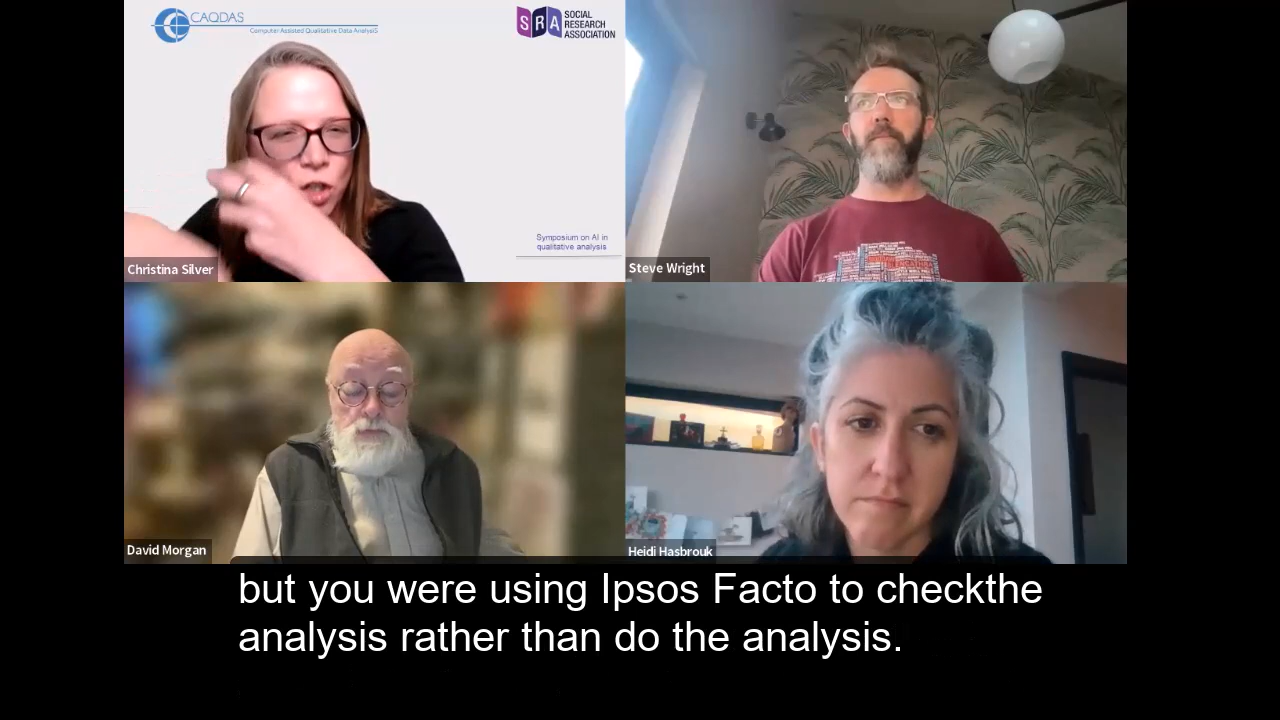 CAQDAS
Computer Assisted Qualitative Data AnalysiS
SRA
SOCIAL
RESEARCH
ASSOCIATION
Symposium on AI in
qualitative analysis
Christina Silver
Steve Wright
David Morgan
Heidi Hasbrouk
but you were using Ipsos Facto to checkthe
analysis rather than do the analysis.